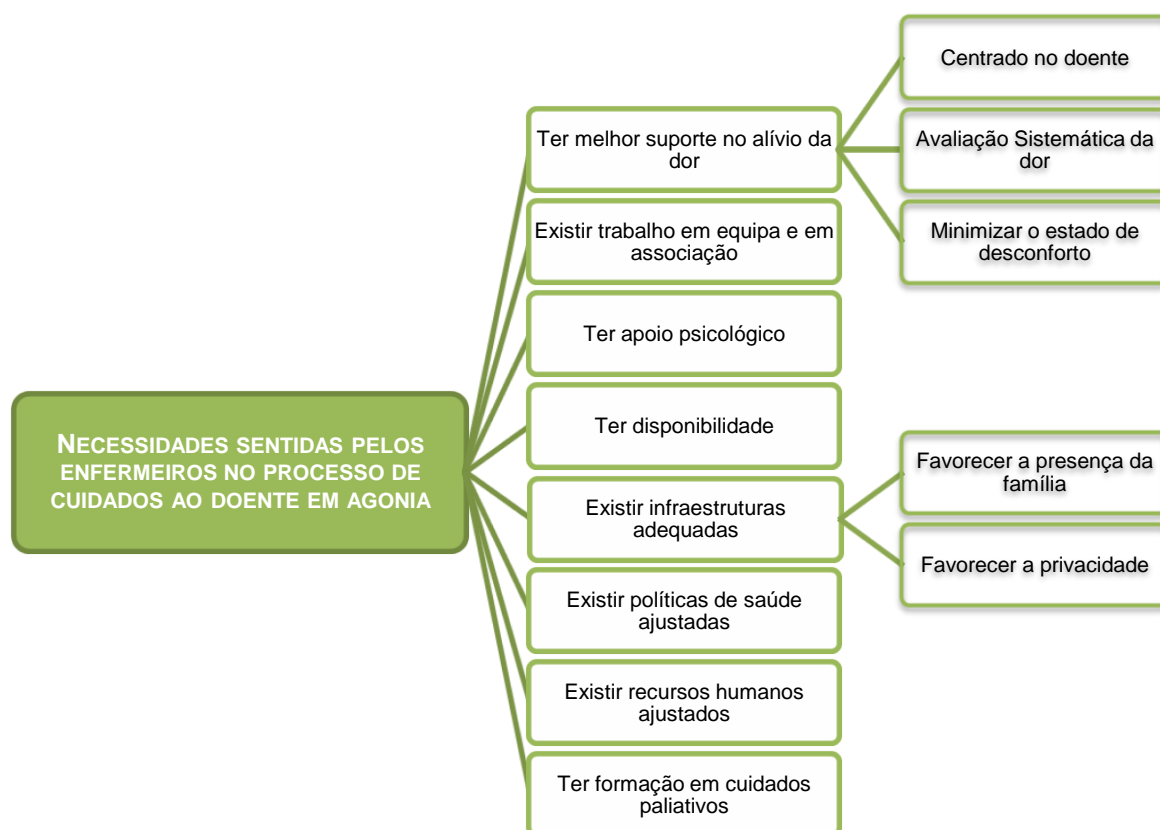 NECESSIDADES SENTIDAS PELOS
ENFERMEIROS NO PROCESSO DE
CUIDADOS AO DOENTE EM AGONIA
Ter melhor suporte no alívio da
dor
Centrado no doente
Avaliação Sistemática da
dor
Minimizar o estado de
desconforto
Existir trabalho em equipa e em
associação
Ter apoio psicológico
Ter disponibilidade
Existir infraestruturas
adequadas
Favorecer a presença da
família
Favorecer a privacidade
Existir políticas de saúde
ajustadas
Existir recursos humanos
ajustados
Ter formação em cuidados
paliativos